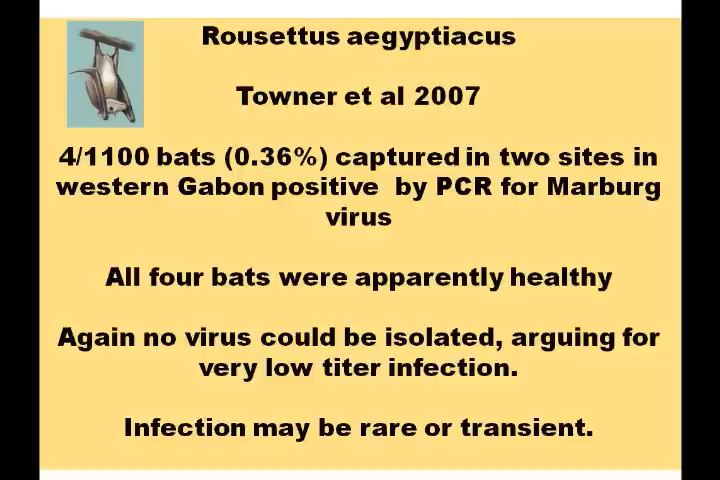 Rousettus aegyptiacus
Towner et al 2007
4/1100 bats (0.36%) captured in two sites in
western Gabon positive by PCR for Marburg
virus
All four bats were apparently healthy
Again no virus could be isolated, arguing for
very low titer infection.
Infection may be rare or transient.